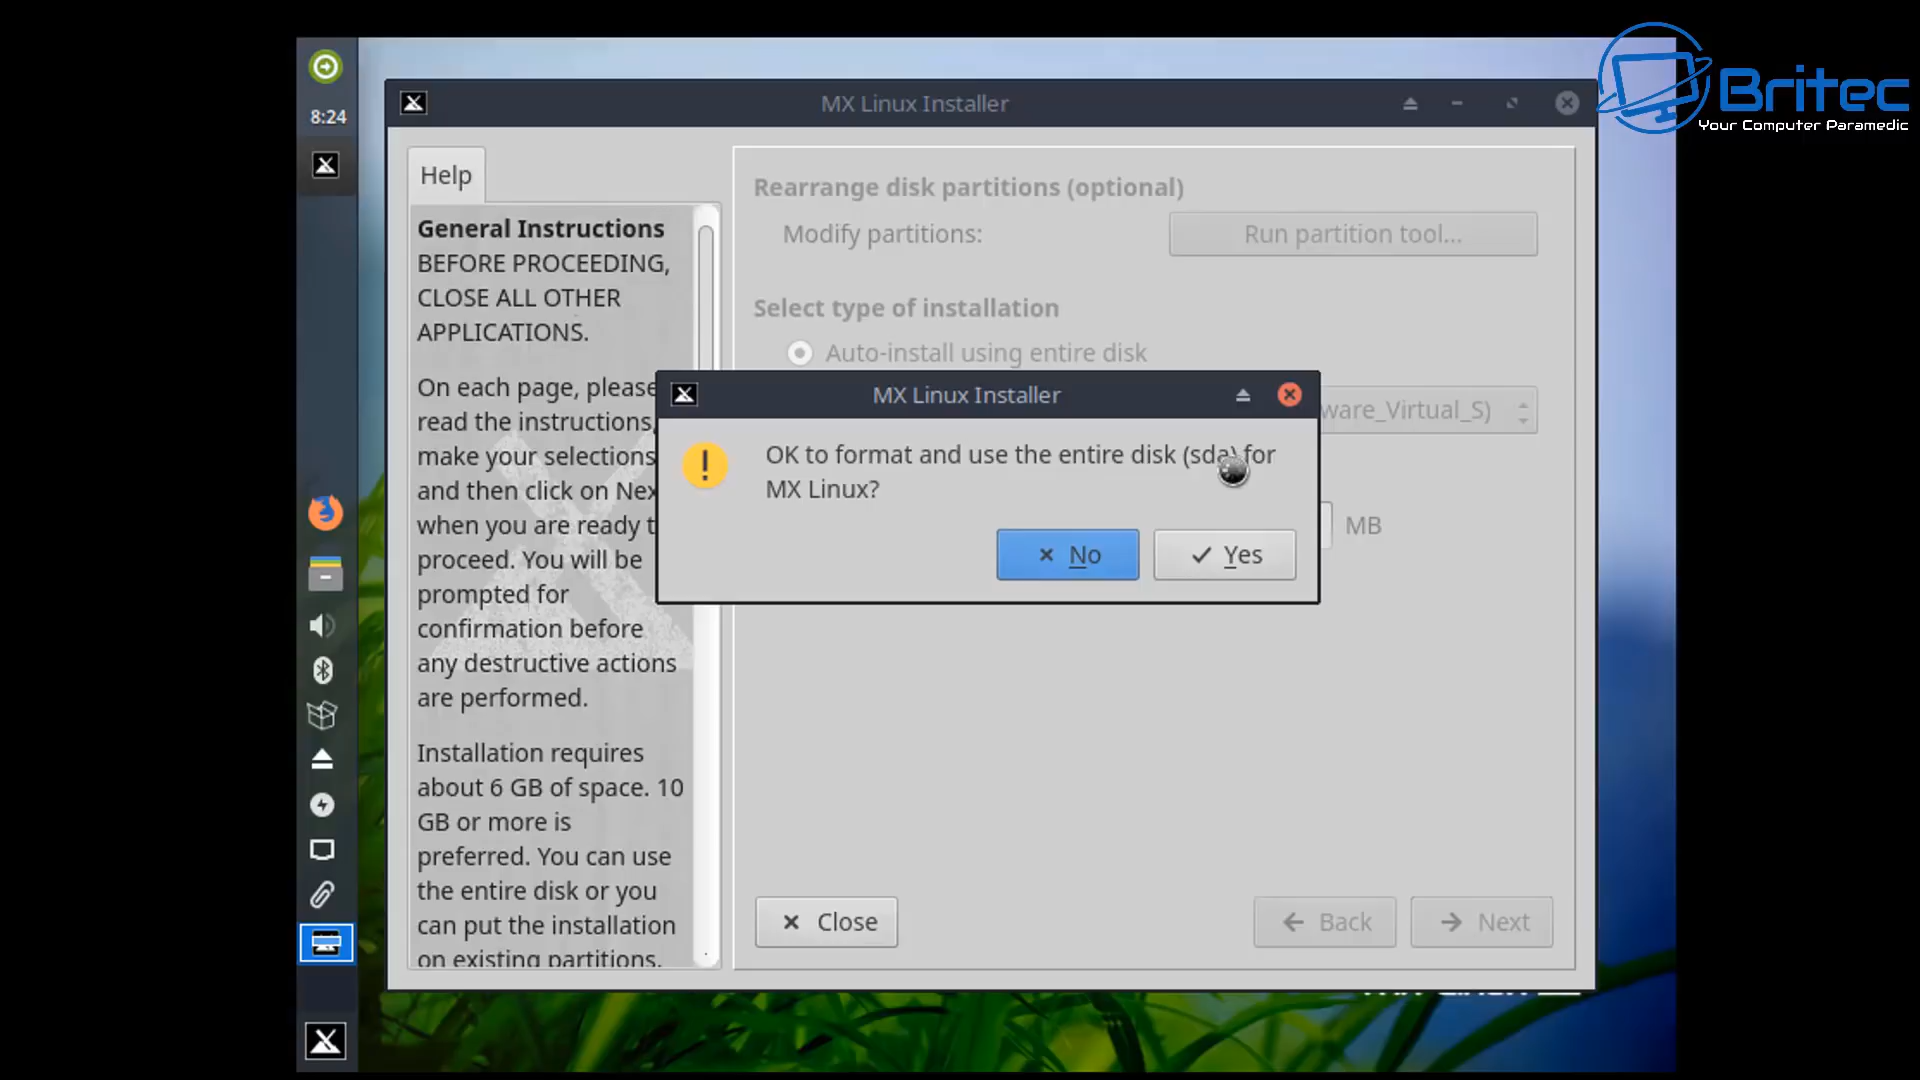 8:24
MX Linux Installer
Britec
Your Computer Paramedic
Help
General Instructions
BEFORE PROCEEDING,
CLOSE ALL OTHER
APPLICATIONS.
On each page, please
read the instructions,
make your selections
and then click on Nex
when you are ready t
proceed. You will be
prompted for
confirmation before
any destructive actions
are performed.
Installation requires
about 6 GB of space. 10
GB or more is
preferred. You can use
the entire disk or you
can put the installation
on existing partitions.
Rearrange disk partitions (optional)
Modify partitions:
Run partition tool...
Select type of installation
Auto-install using entire disk
ware_Virtual_S)
MB
MX Linux Installer
OK to format and use the entire disk (sda) for
MX Linux?
No
Yes
Close
Back
Next